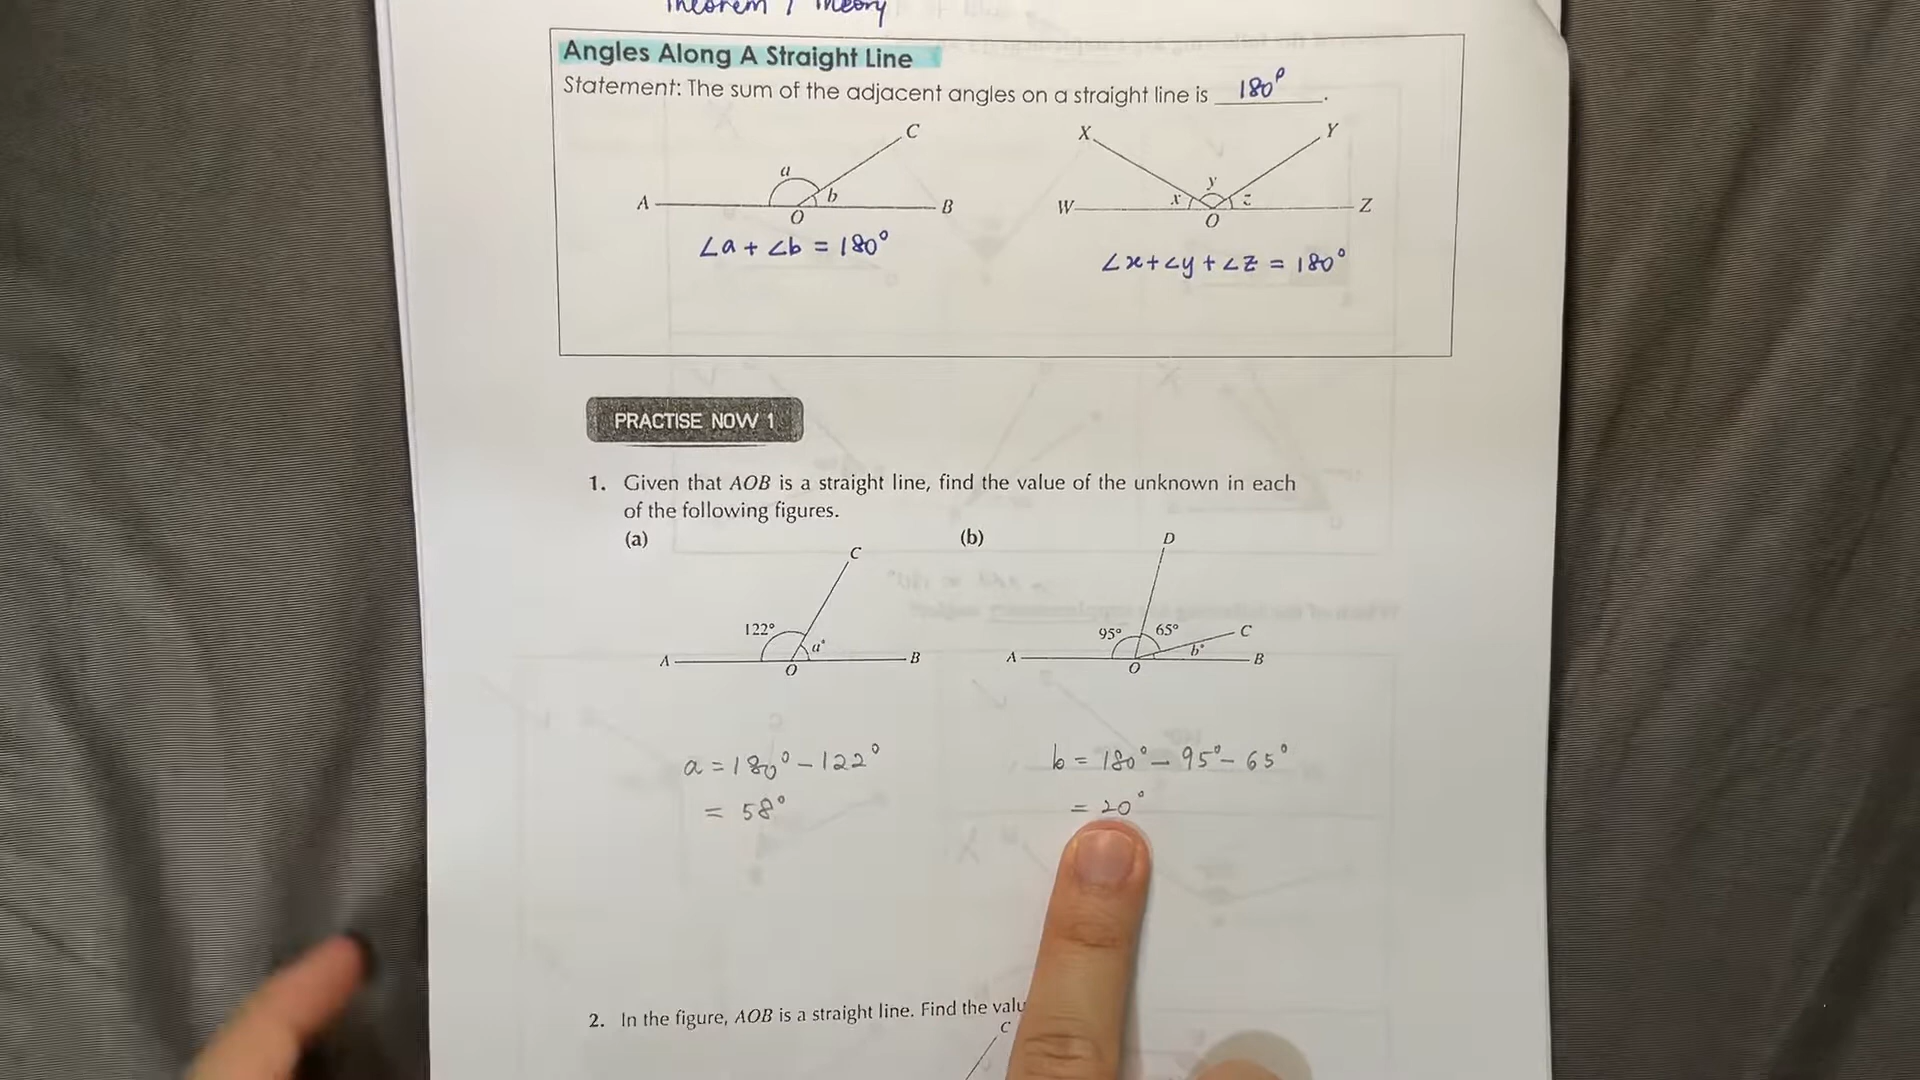 Theorem / Theory
Angles Along A Straight Line
Statement: The sum of the adjacent angles on a straight line is 180° .
C
a
b
A
B
O
∠a + ∠b = 180°
X
Y
y
x
z
W
Z
O
∠x+∠y + ∠z = 180°
PRACTISE NOW 1
1. Given that AOB is a straight line, find the value of the unknown in each
of the following figures.
(a)
C
122°
a°
A
B
O
(b)
D
95°
65°
C
b°
A
B
O
a = 180° − 122°
= 58°
b = 180° − 95° − 65°
= 20°
2. In the figure, AOB is a straight line. Find the valu
C